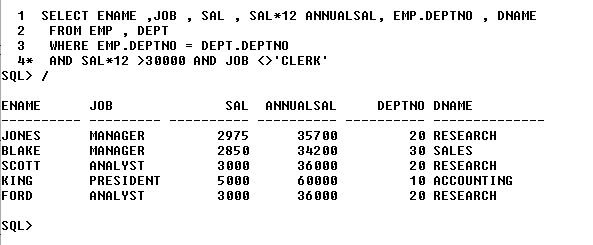 1 SELECT ENAME ,JOB , SAL , SAL*12 ANNUALSAL, EMP.DEPTNO , DNAME
2 FROM EMP , DEPT
3 WHERE EMP.DEPTNO = DEPT.DEPTNO
4* AND SAL*12 >30000 AND JOB <>'CLERK'
SQL> /
ENAME JOB SAL ANNUALSAL DEPTNO DNAME
---------- --------- ---------- ---------- ---------- --------------
JONES MANAGER 2975 35700 20 RESEARCH
BLAKE MANAGER 2850 34200 30 SALES
SCOTT ANALYST 3000 36000 20 RESEARCH
KING PRESIDENT 5000 60000 10 ACCOUNTING
FORD ANALYST 3000 36000 20 RESEARCH
SQL>